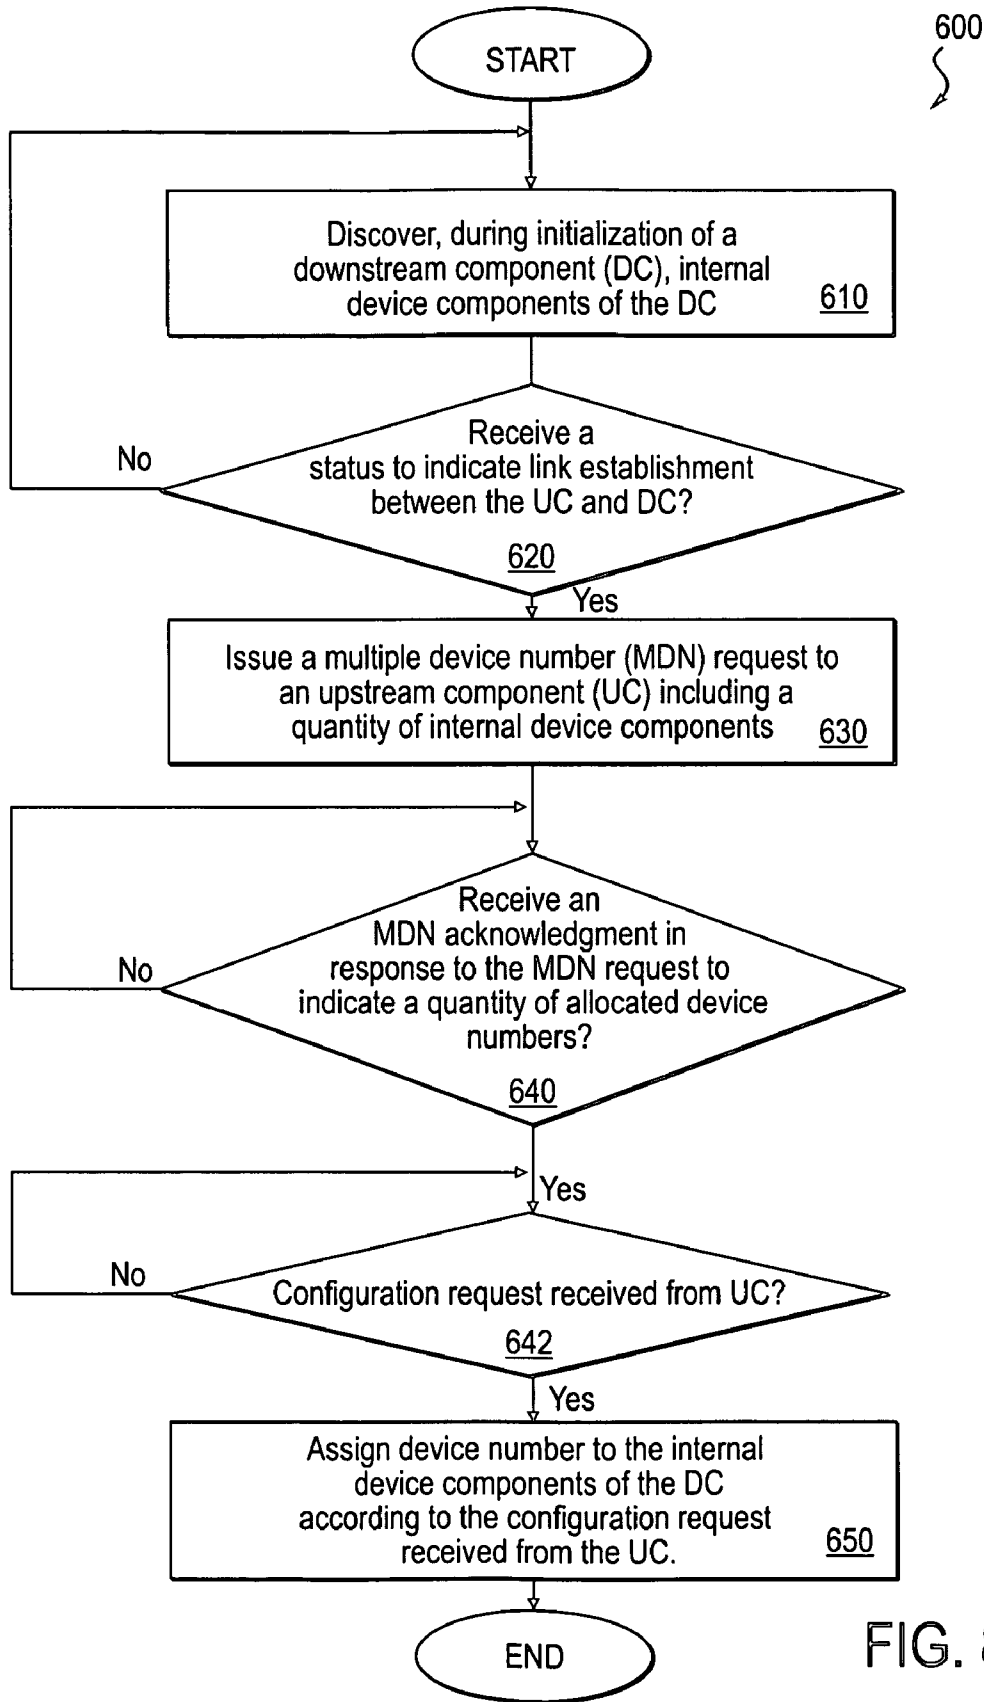 600
START
Discover, during initialization of a
downstream component (DC), internal
device components of the DC
610
Receive a
status to indicate link establishment
between the UC and DC?
No
620
Yes
Issue a multiple device number (MDN) request to
an upstream component (UC) including a
quantity of internal device components
630
Receive an
MDN acknowledgment in
response to the MDN request to
indicate a quantity of allocated device
numbers?
No
640
Yes
Configuration request received from UC?
No
642
Yes
Assign device number to the internal
device components of the DC
according to the configuration request
received from the UC.
650
END
FIG.